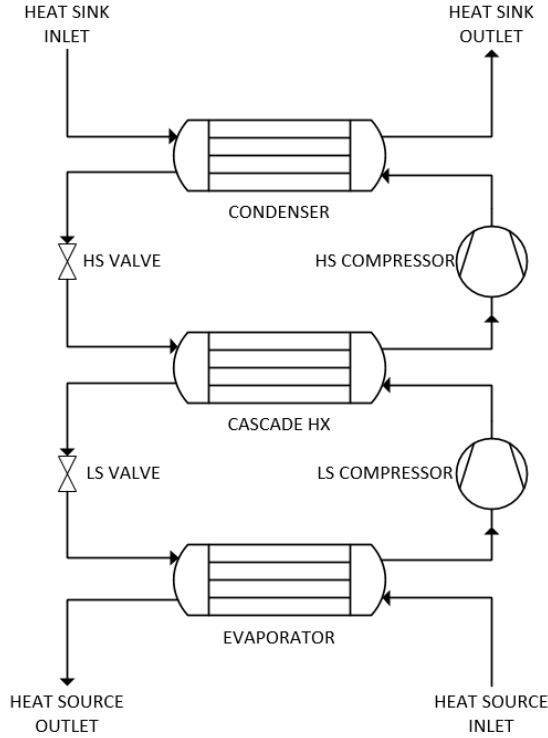 HEAT SINK
INLET
HEAT SINK
OUTLET
CONDENSER
HS VALVE
HS COMPRESSOR
CASCADE HX
LS VALVE
LS COMPRESSOR
EVAPORATOR
HEAT SOURCE
OUTLET
HEAT SOURCE
INLET